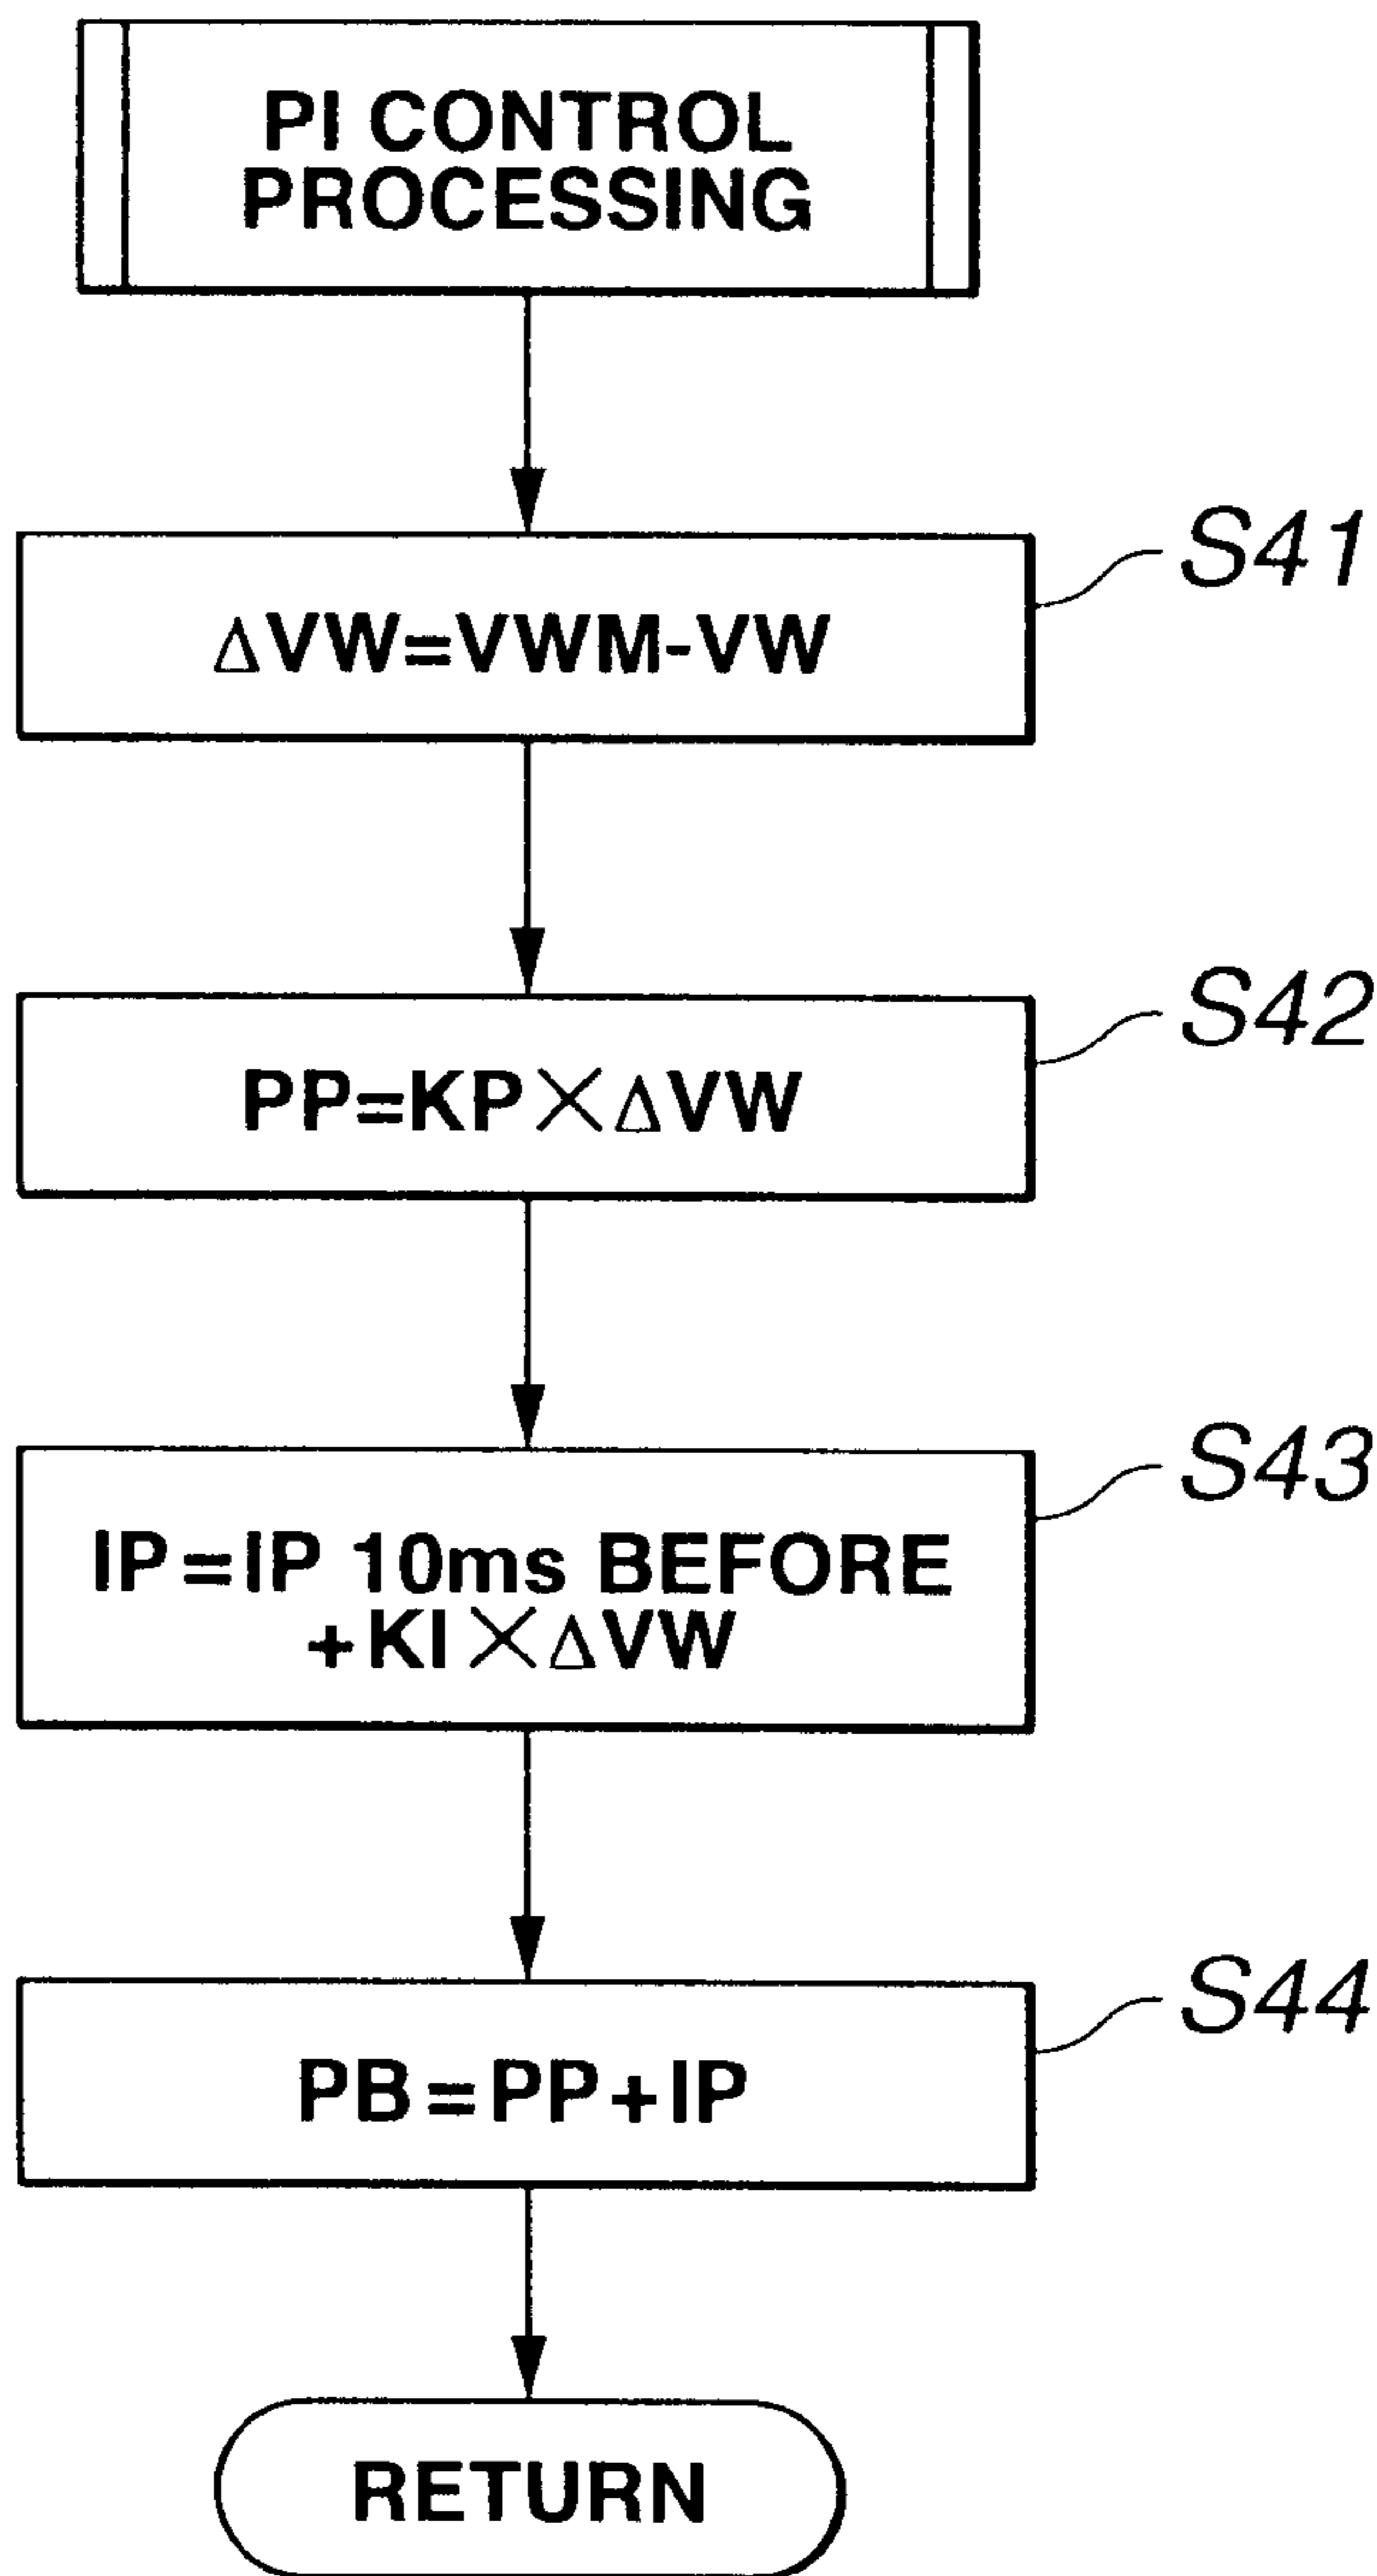 PI CONTROL
PROCESSING
S41
ΔVW=VWM-VW
S42
PP=KP×ΔVW
S43
IP=IP 10ms BEFORE
+KI×ΔVW
S44
PB=PP+IP
RETURN